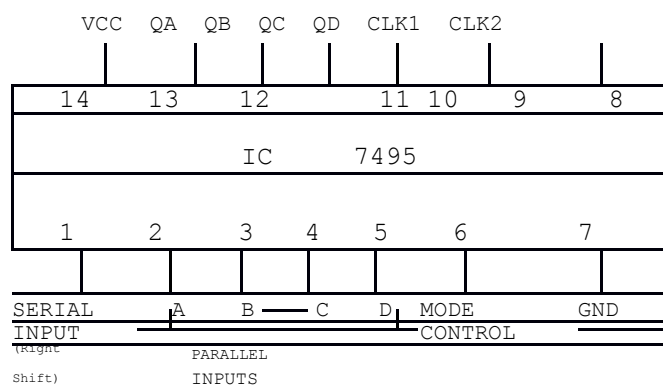 VCC QA QB QC QD CLK1 CLK2
14 13 12 11 10 9 8
IC 7495
1 2 3 4 5 6 7
SERIAL A B C D MODE GND
INPUT CONTROL
(Right PARALLEL
Shift) INPUTS